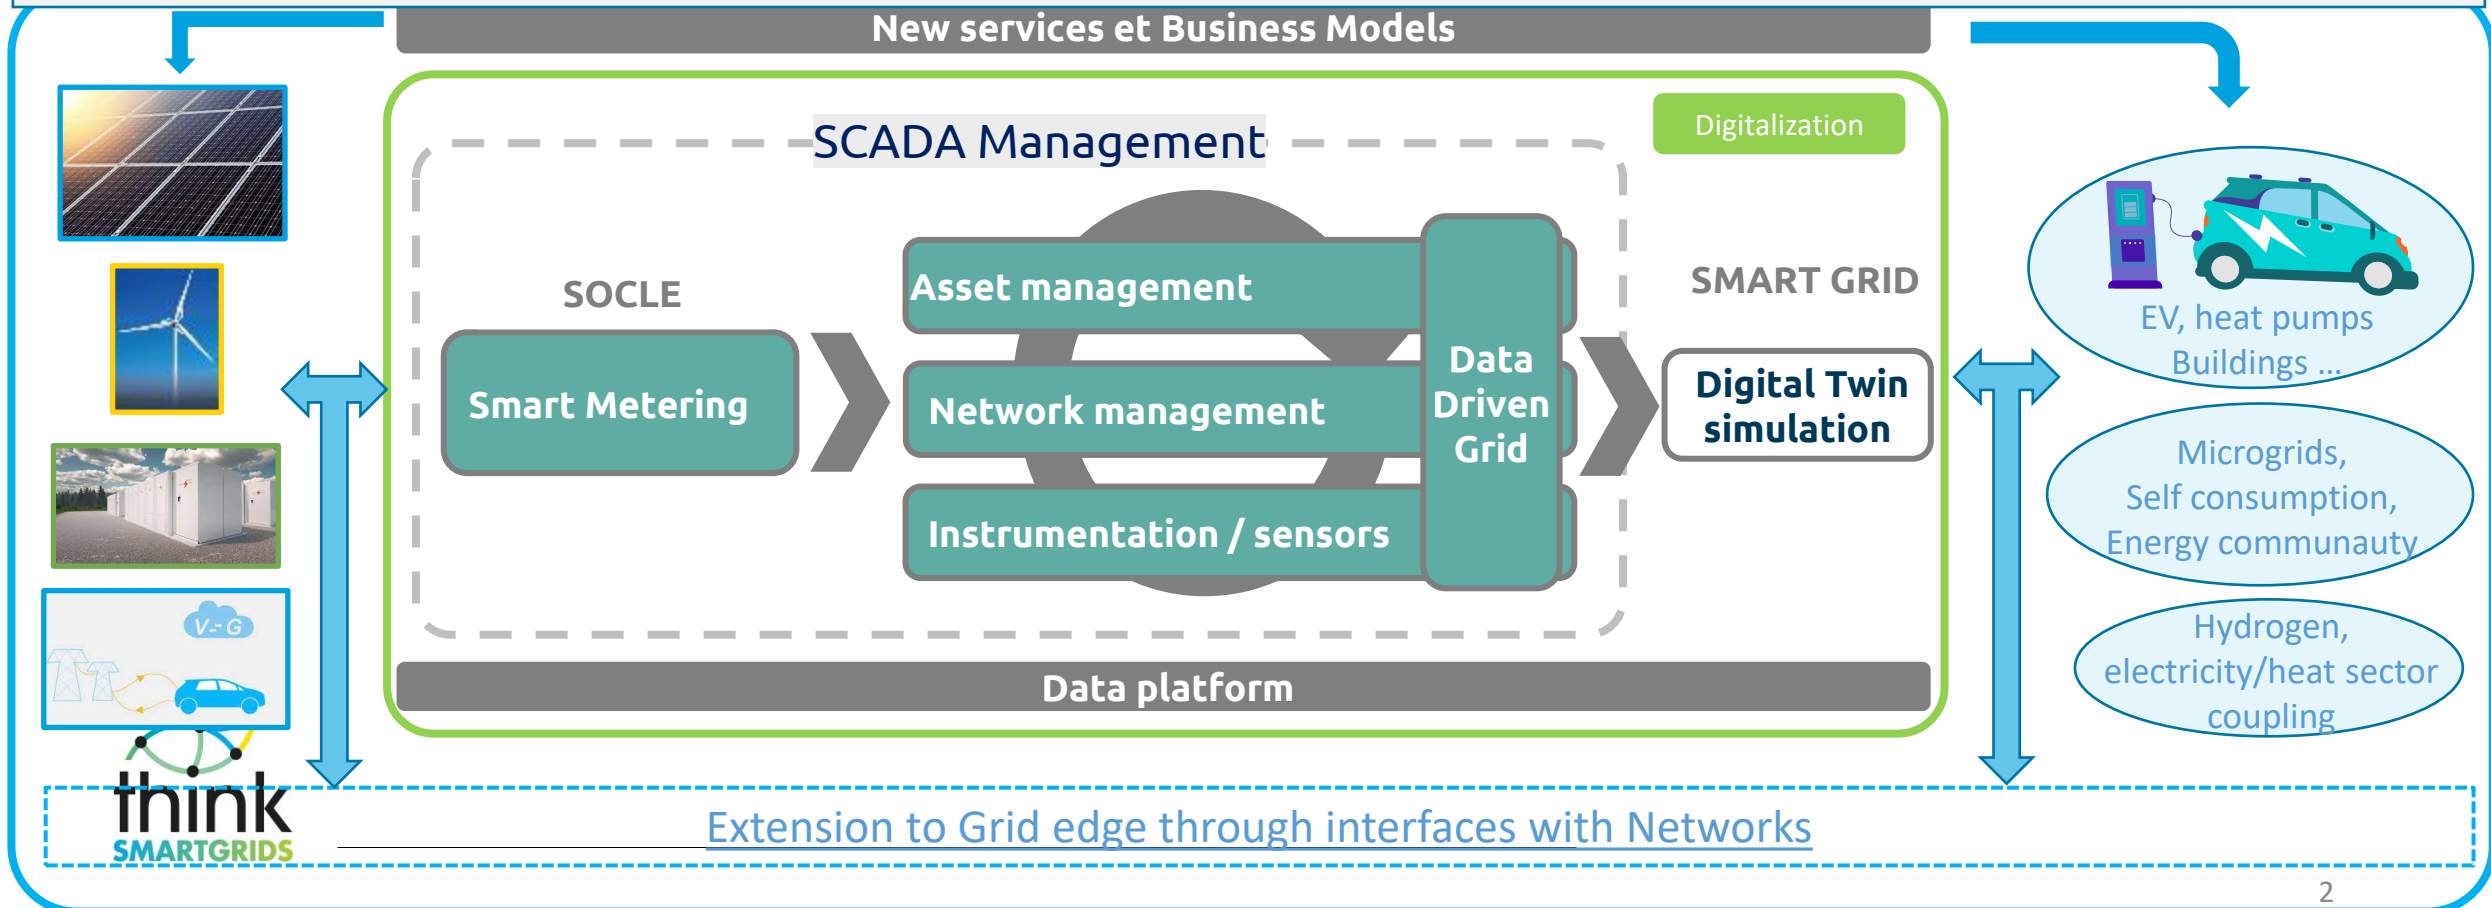 New services et Business Models
Digitalization
SCADA Management
SOCLE
Smart Metering
Asset management
Network management
Instrumentation / sensors
Data
Driven
Grid
SMART GRID
Digital Twin
simulation
Data platform
EV, heat pumps
Buildings ...
Microgrids,
Self consumption,
Energy communauty
Hydrogen,
electricity/heat sector
coupling
V-G
think
SMARTGRIDS
Extension to Grid edge through interfaces with Networks
2